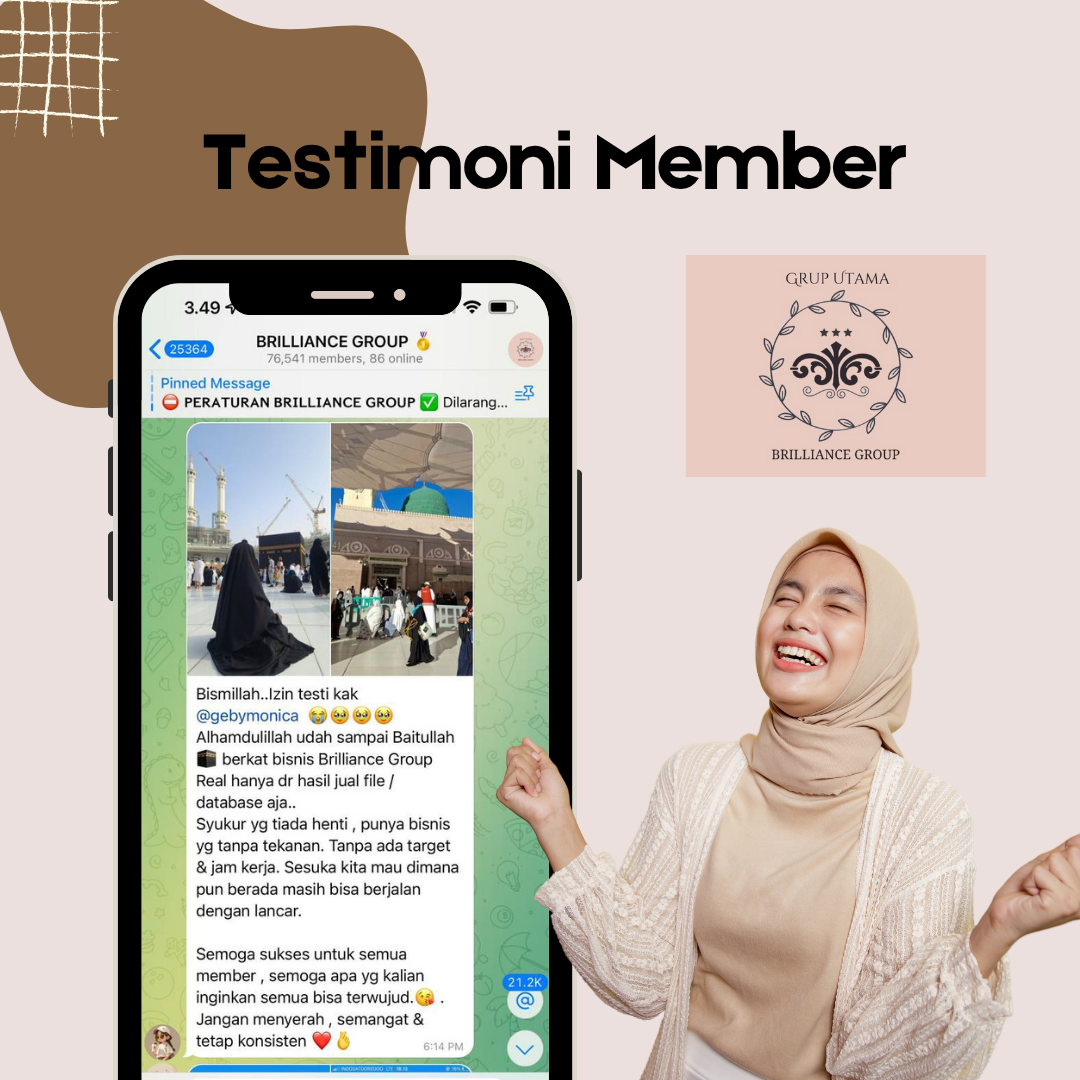 Testimoni Member
GRUP UTAMA
BRILLIANCE GROUP
3.49
25364
BRILLIANCE GROUP 🥇
76,541 members, 86 online
Pinned Message
⛔ PERATURAN BRILLIANCE GROUP ✅ Dilarang...
Bismillah..Izin testi kak
@gebymonica 😭🥹🥹🥹
Alhamdulillah udah sampai Baitullah
🕋 berkat bisnis Brilliance Group
Real hanya dr hasil jual file /
database aja..
Syukur yg tiada henti , punya bisnis
yg tanpa tekanan. Tanpa ada target
& jam kerja. Sesuka kita mau dimana
pun berada masih bisa berjalan
dengan lancar.
Semoga sukses untuk semua
member , semoga apa yg kalian
inginkan semua bisa terwujud.😘 .
Jangan menyerah , semangat &
tetap konsisten ❤️🫰
6:14 PM
21.2K
@